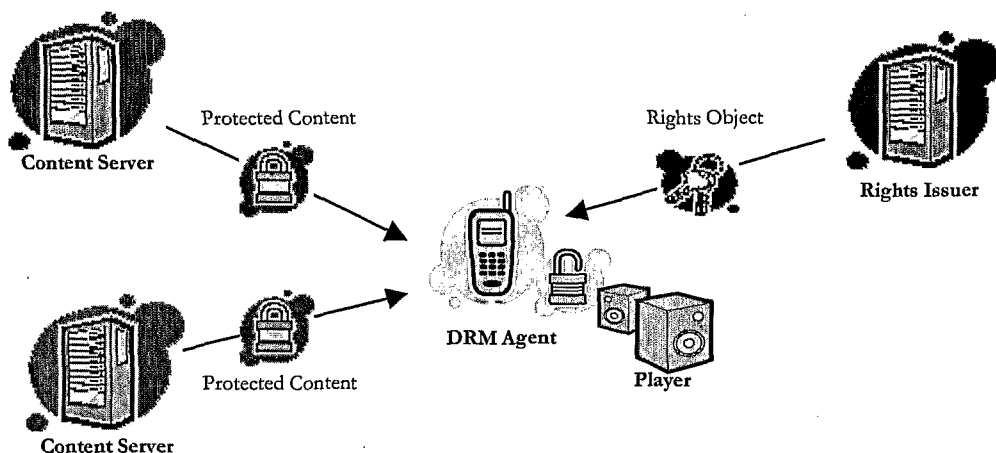 Protected Content
Content Server
Rights Object
Rights Issuer
DRM Agent
Player
Protected Content
Content Server